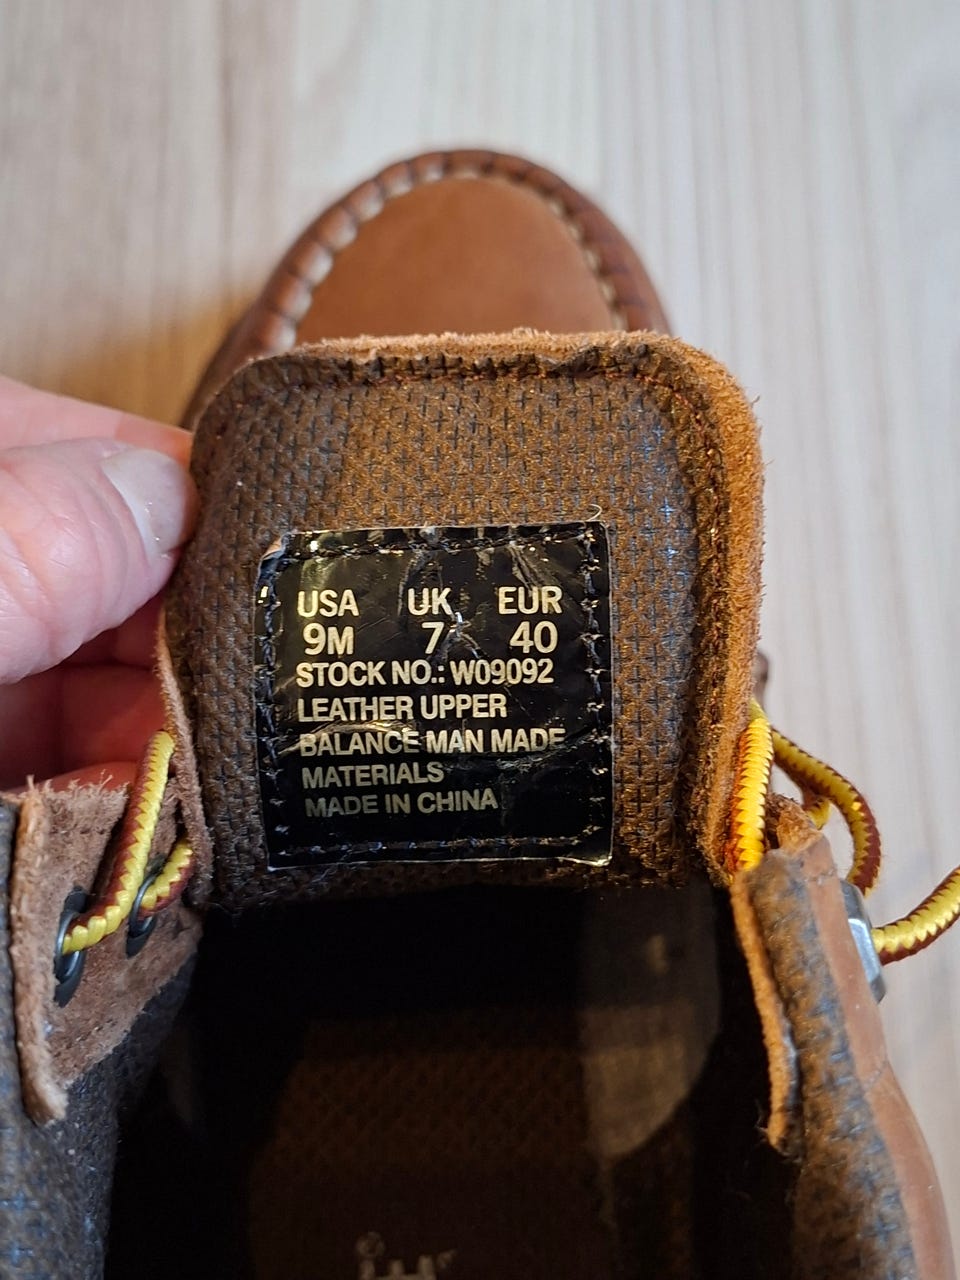 USA UK EUR
9M 7 40
STOCK NO.: W09092
LEATHER UPPER
BALANCE MAN MADE
MATERIALS
MADE IN CHINA